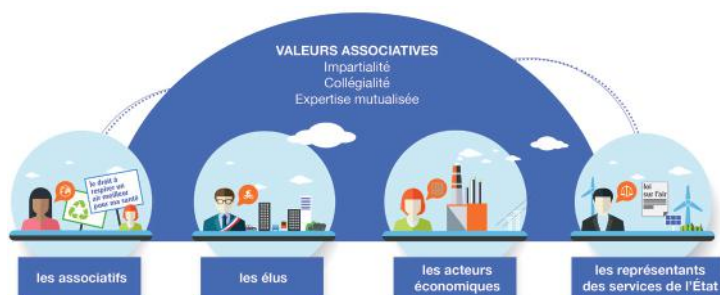 VALEURS ASSOCIATIVES
Impartialité
Collégialité
Expertise mutualisée
le droit à
respirer un
air meilleur
pour ma santé
loi
sur l'air
les associatifs
les élus
les acteurs
économiques
les représentants
des services de l'État